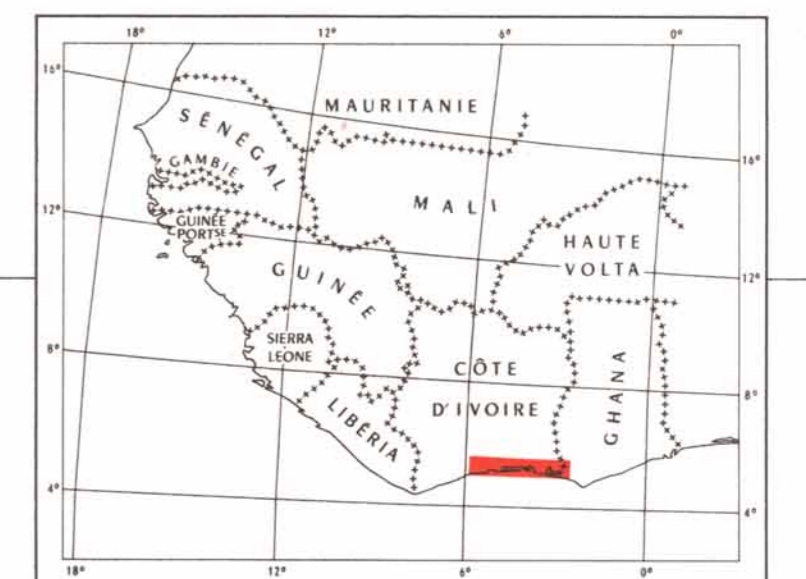 18° 12° 6° 0°
16°
MAURITANIE
SÉNÉGAL
16°
GAMBIE
MALI
12°
GUINÉE
PORTSE
HAUTE
VOLTA
12°
GUINÉE
SIERRA
LEONE
8°
CÔTE
D'IVOIRE
GHANA
8°
LIBÉRIA
4°
4°
18° 12° 6° 0°